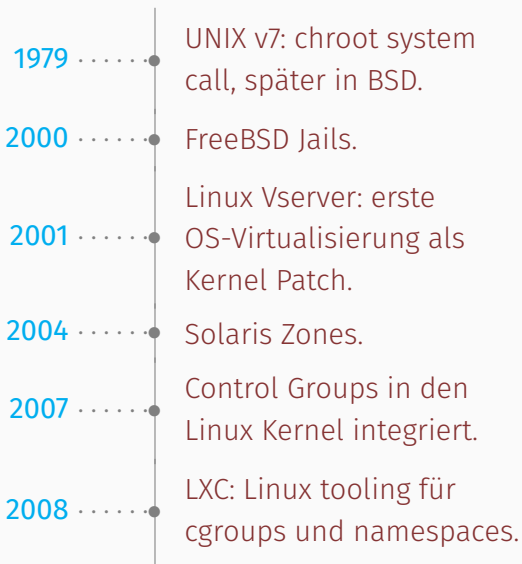 1979
UNIX v7: chroot system
call, später in BSD.
2000
FreeBSD Jails.
2001
Linux Vserver: erste
OS-Virtualisierung als
Kernel Patch.
2004
Solaris Zones.
2007
Control Groups in den
Linux Kernel integriert.
2008
LXC: Linux tooling für
cgroups und namespaces.